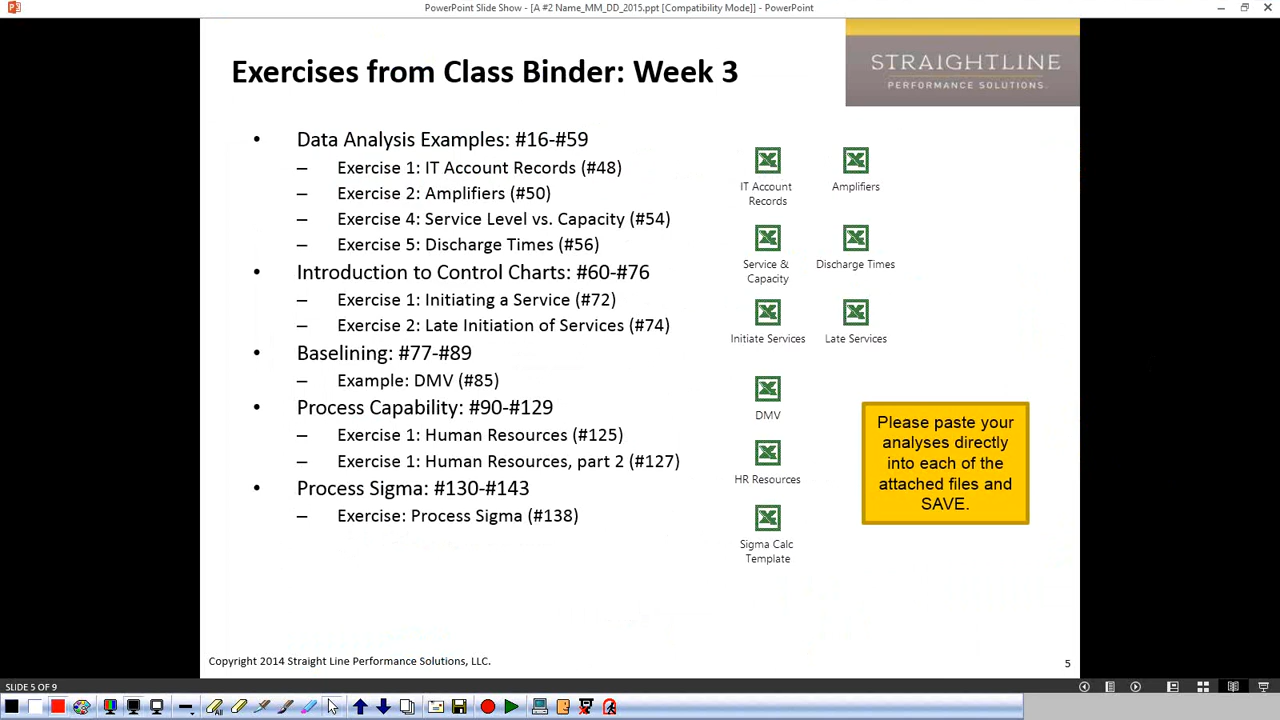 PowerPoint Slide Show - [A #2 Name_MM_DD_2015.ppt [Compatibility Mode]] - PowerPoint
Exercises from Class Binder: Week 3
STRAIGHTLINE
PERFORMANCE SOLUTIONS.
• Data Analysis Examples: #16-#59
– Exercise 1: IT Account Records (#48)
– Exercise 2: Amplifiers (#50)
– Exercise 4: Service Level vs. Capacity (#54)
– Exercise 5: Discharge Times (#56)
• Introduction to Control Charts: #60-#76
– Exercise 1: Initiating a Service (#72)
– Exercise 2: Late Initiation of Services (#74)
• Baselining: #77-#89
– Example: DMV (#85)
• Process Capability: #90-#129
– Exercise 1: Human Resources (#125)
– Exercise 1: Human Resources, part 2 (#127)
• Process Sigma: #130-#143
– Exercise: Process Sigma (#138)
IT Account
Records
Amplifiers
Service &
Capacity
Discharge Times
Initiate Services
Late Services
DMV
HR Resources
Sigma Calc
Template
Please paste your
analyses directly
into each of the
attached files and
SAVE.
Copyright 2014 Straight Line Performance Solutions, LLC.
5
SLIDE 5 OF 9